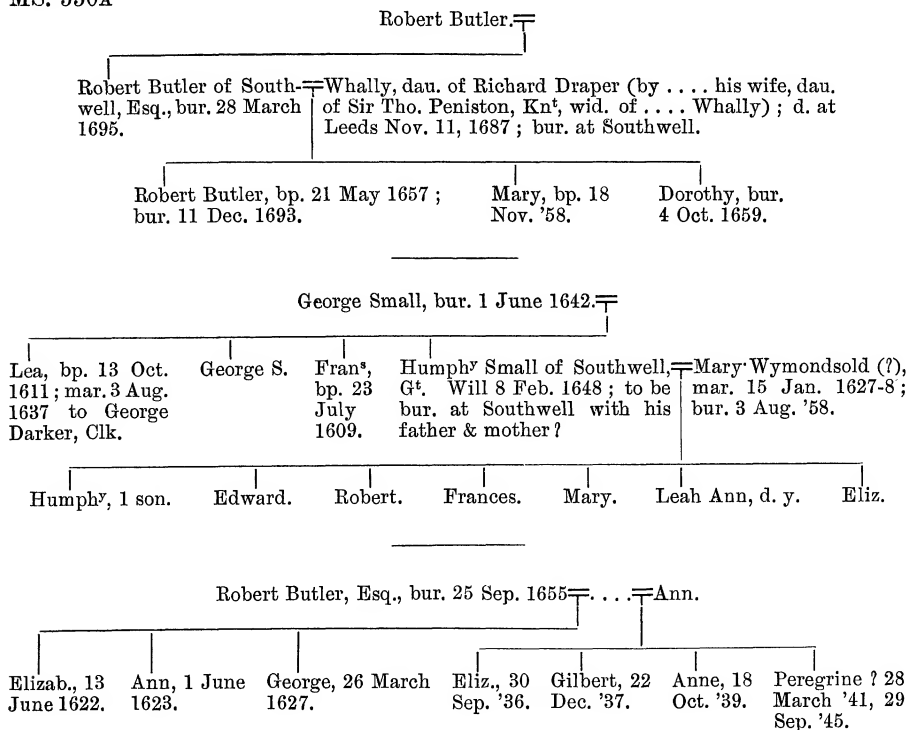 MS. 550A
Robert Butler.
Robert Butler of South-
well, Esq., bur. 28 March
1695.
Whally, dau. of Richard Draper (by .... his wife, dau.
of Sir Tho. Peniston, Knᵗ, wid. of .... Whally) ; d. at
Leeds Nov. 11, 1687 ; bur. at Southwell.
Robert Butler, bp. 21 May 1657 ;
bur. 11 Dec. 1693.
Mary, bp. 18
Nov. '58.
Dorothy, bur.
4 Oct. 1659.
George Small, bur. 1 June 1642.
Lea, bp. 13 Oct.
1611 ; mar. 3 Aug.
1637 to George
Darker, Clk.
George S.
Franˢ,
bp. 23
July
1609.
Humphʸ Small of Southwell,
Gᵗ. Will 8 Feb. 1648 ; to be
bur. at Southwell with his
father & mother ?
Mary Wymondsold (?),
mar. 15 Jan. 1627-8 ;
bur. 3 Aug. '58.
Humphʸ, 1 son.
Edward.
Robert.
Frances.
Mary.
Leah Ann, d. y.
Eliz.
Robert Butler, Esq., bur. 25 Sep. 1655 .... Ann.
Elizab., 13
June 1622.
Ann, 1 June
1623.
George, 26 March
1627.
Eliz., 30
Sep. '36.
Gilbert, 22
Dec. '37.
Anne, 18
Oct. '39.
Peregrine ? 28
March '41, 29
Sep. '45.